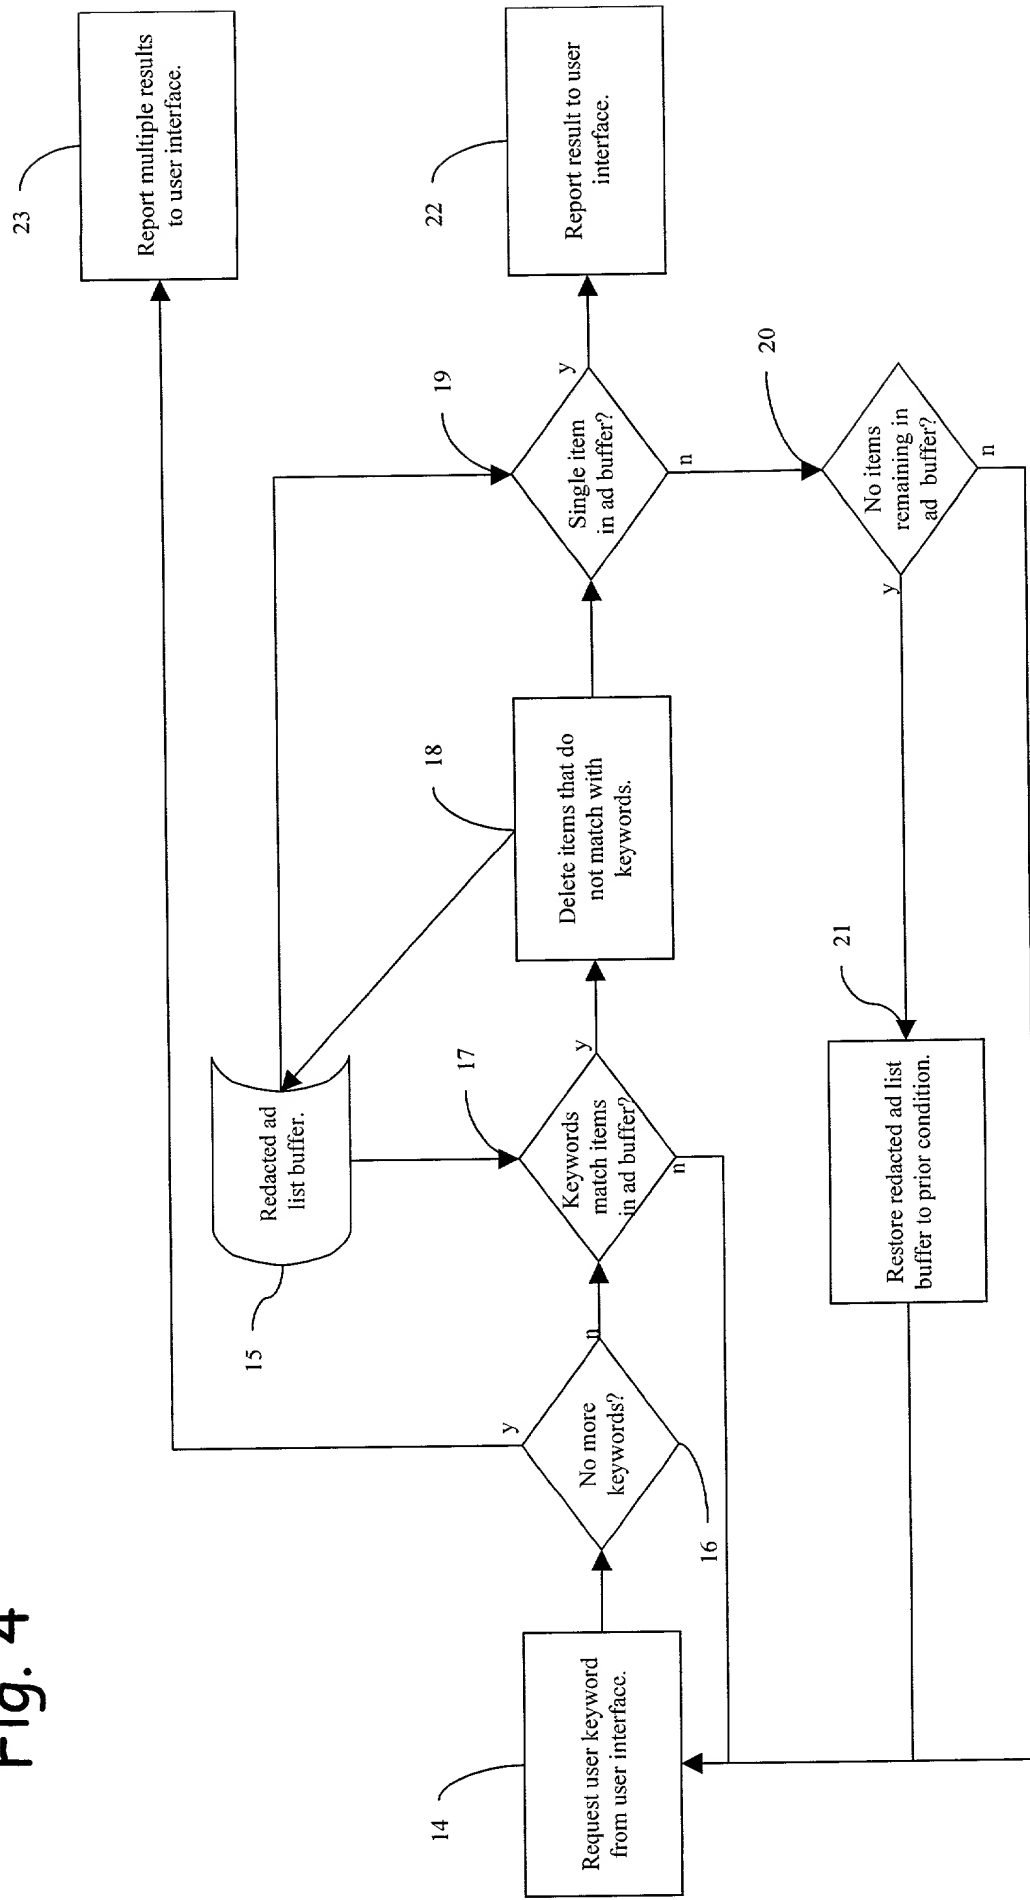 Fig. 4
14
Request user keyword
from user interface.
16
No more
keywords?
y
n
15
Redacted ad
list buffer.
17
Keywords
match items
in ad buffer?
y
n
18
Delete items that do
not match with
keywords.
19
Single item
in ad buffer?
y
n
20
No items
remaining in
ad buffer?
y
n
21
Restore redacted ad list
buffer to prior condition.
22
Report result to user
interface.
23
Report multiple results
to user interface.